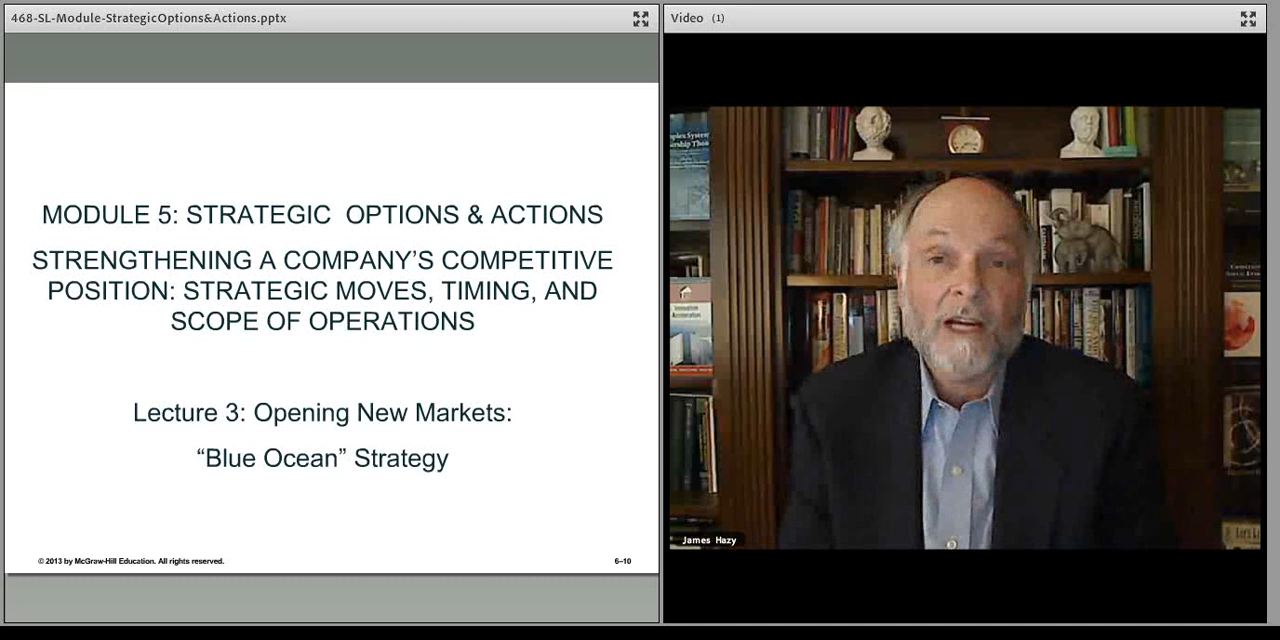 468-SL-Module-StrategicOptions&Actions.pptx
MODULE 5: STRATEGIC OPTIONS & ACTIONS
STRENGTHENING A COMPANY’S COMPETITIVE
POSITION: STRATEGIC MOVES, TIMING, AND
SCOPE OF OPERATIONS
Lecture 3: Opening New Markets:
“Blue Ocean” Strategy
© 2013 by McGraw-Hill Education. All rights reserved.
6–10
Video (1)
James Hazy